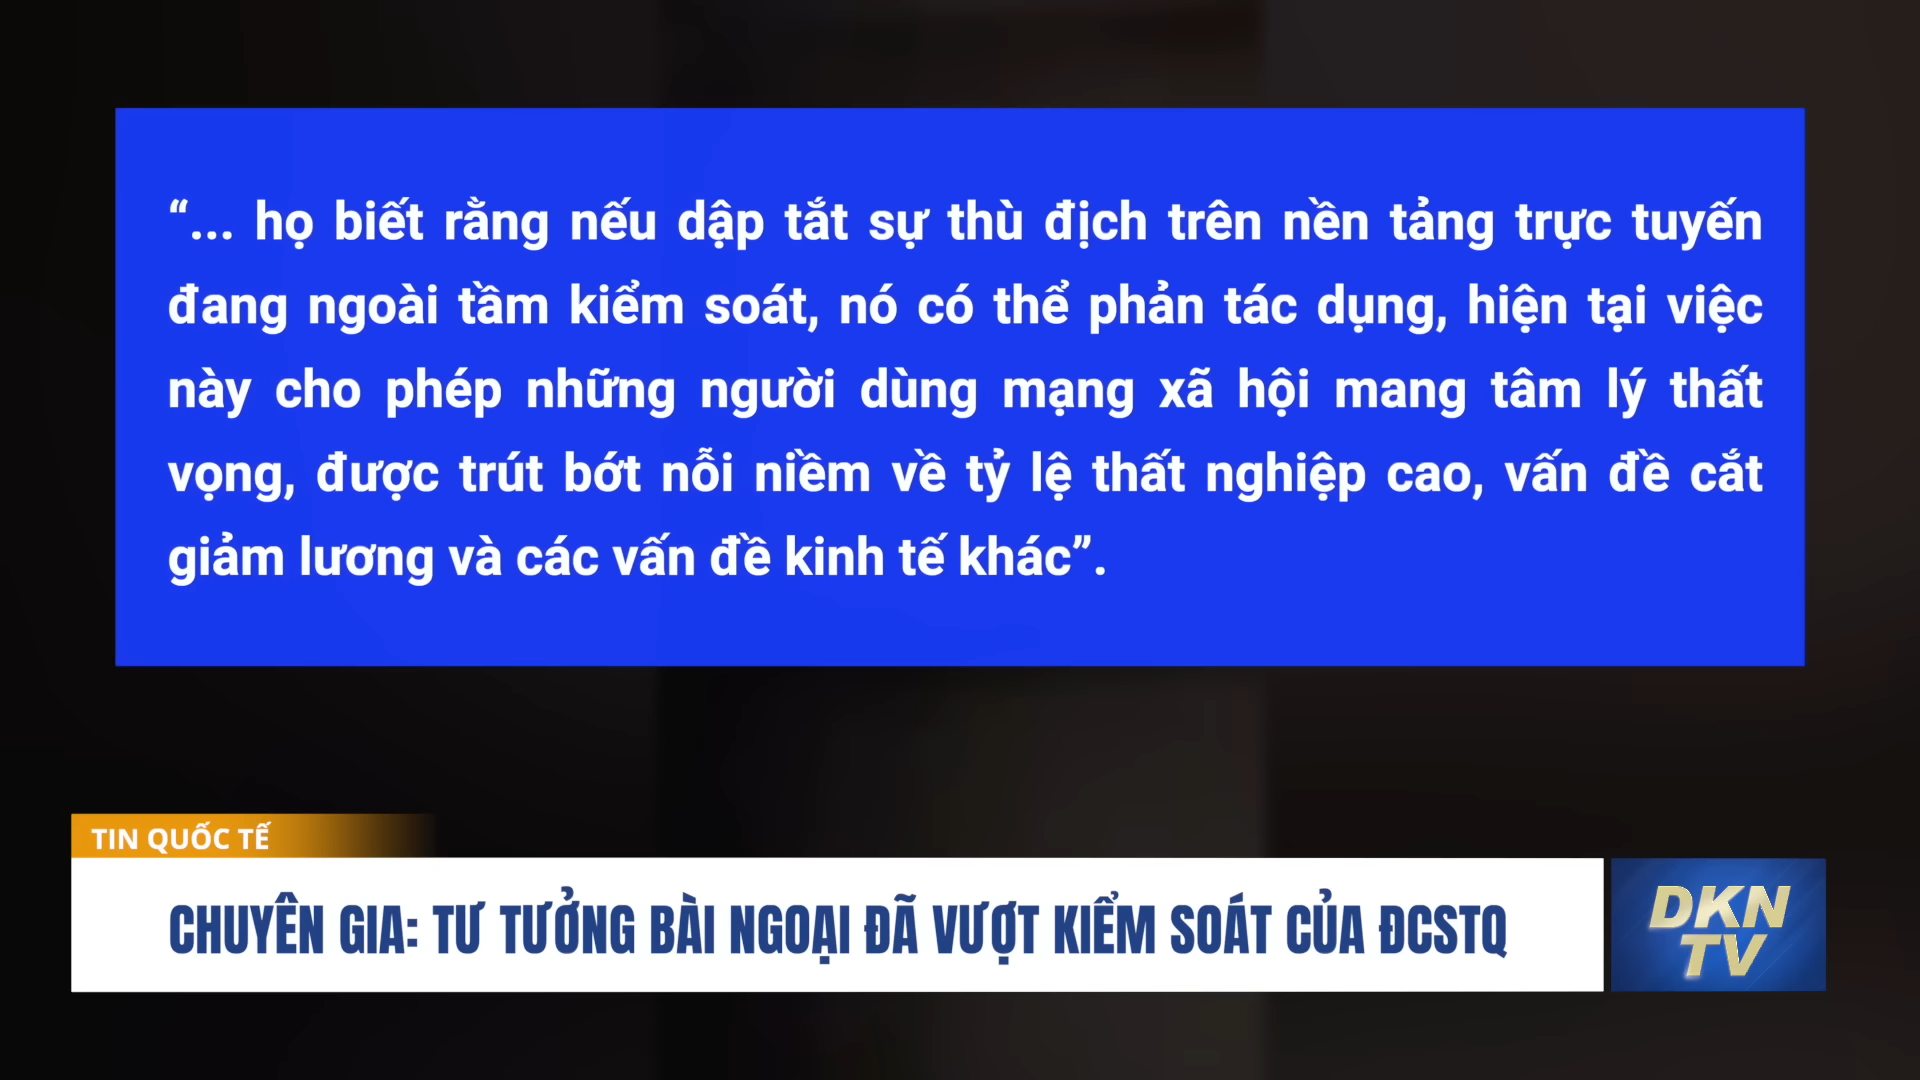 “... họ biết rằng nếu dập tắt sự thù địch trên nền tảng trực tuyến
đang ngoài tầm kiểm soát, nó có thể phản tác dụng, hiện tại việc
này cho phép những người dùng mạng xã hội mang tâm lý thất
vọng, được trút bớt nỗi niềm về tỷ lệ thất nghiệp cao, vấn đề cắt
giảm lương và các vấn đề kinh tế khác”.
TIN QUỐC TẾ
CHUYÊN GIA: TƯ TƯỞNG BÀI NGOẠI ĐÃ VƯỢT KIỂM SOÁT CỦA ĐCSTQ
DKN
TV